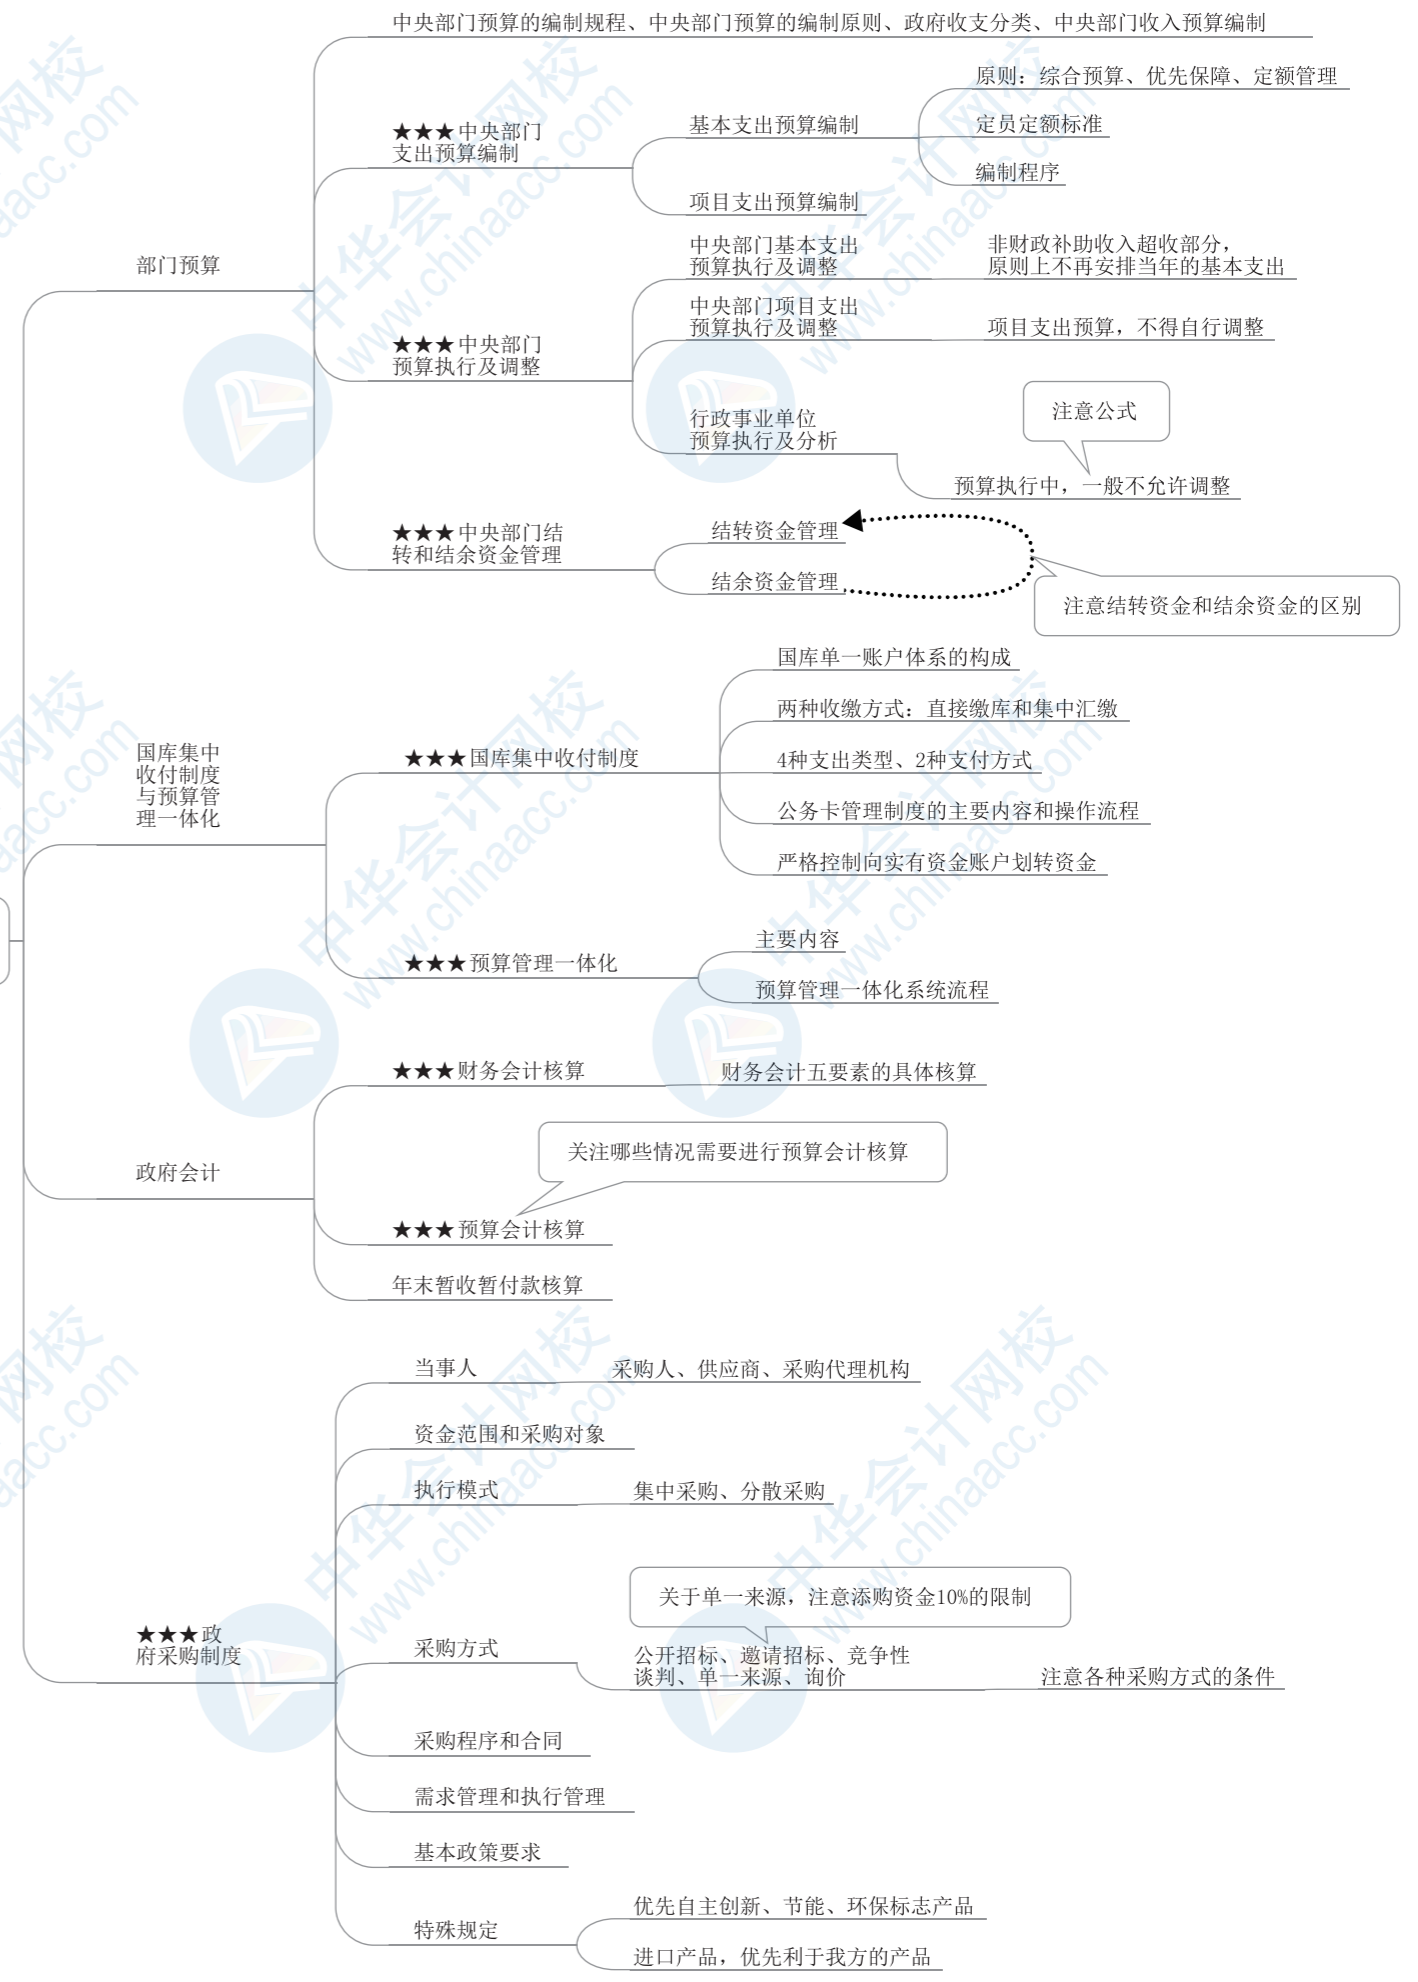 中央部门预算的编制规程、中央部门预算的编制原则、政府收支分类、中央部门收入预算编制
原则：综合预算、优先保障、定额管理
★★★中央部门
支出预算编制
基本支出预算编制
定员定额标准
编制程序
项目支出预算编制
部门预算
中央部门基本支出
预算执行及调整
非财政补助收入超收部分，
原则上不再安排当年的基本支出
中央部门项目支出
预算执行及调整
项目支出预算，不得自行调整
★★★中央部门
预算执行及调整
注意公式
行政事业单位
预算执行及分析
预算执行中，一般不允许调整
★★★中央部门结
转和结余资金管理
结转资金管理
结余资金管理
注意结转资金和结余资金的区别
国库单一账户体系的构成
两种收缴方式：直接缴库和集中汇缴
国库集中
收付制度
与预算管
理一体化
★★★国库集中收付制度
4种支出类型、2种支付方式
公务卡管理制度的主要内容和操作流程
严格控制向实有资金账户划转资金
主要内容
★★★预算管理一体化
预算管理一体化系统流程
★★★财务会计核算
财务会计五要素的具体核算
关注哪些情况需要进行预算会计核算
政府会计
★★★预算会计核算
年末暂收暂付款核算
当事人
采购人、供应商、采购代理机构
资金范围和采购对象
执行模式
集中采购、分散采购
关于单一来源，注意添购资金10%的限制
★★★政
府采购制度
采购方式
公开招标、邀请招标、竞争性
谈判、单一来源、询价
注意各种采购方式的条件
采购程序和合同
需求管理和执行管理
基本政策要求
优先自主创新、节能、环保标志产品
特殊规定
进口产品，优先利于我方的产品
中华会计网校
www.chinaacc.com